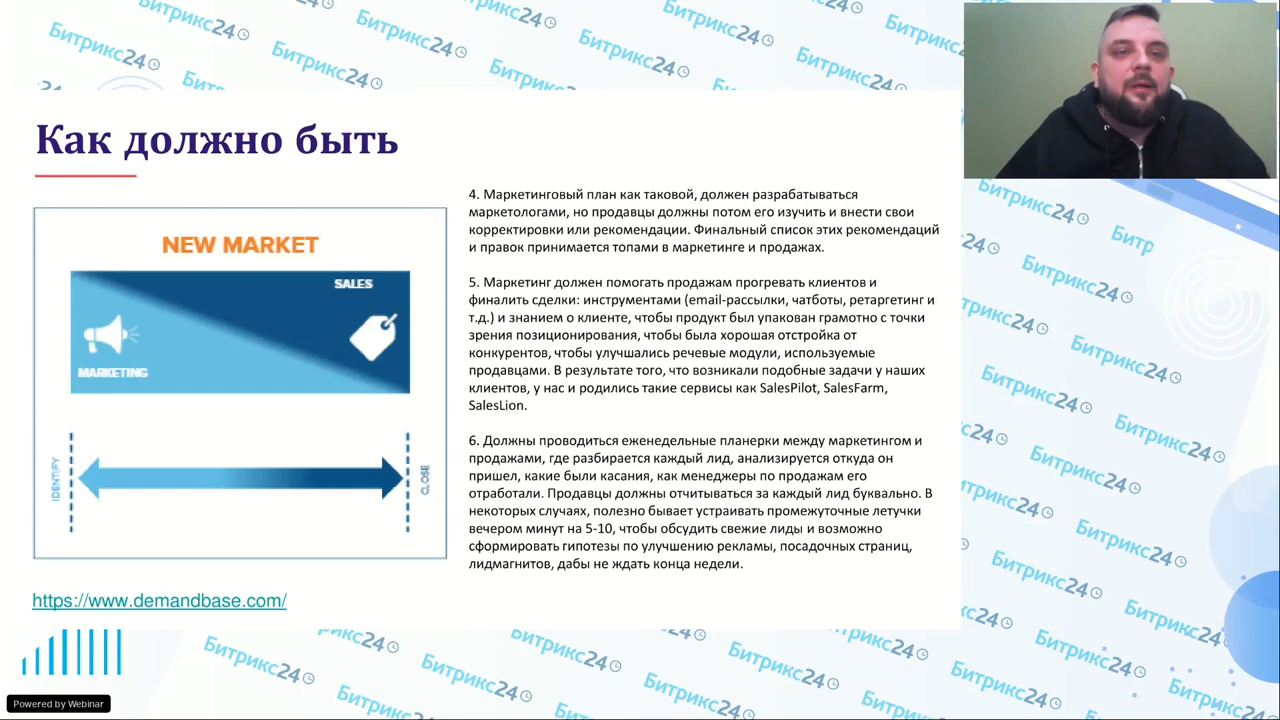 Как должно быть
NEW MARKET
SALES
MARKETING
IDENTIFY
CLOSE
https://www.demandbase.com/
4. Маркетинговый план как таковой, должен разрабатываться
маркетологами, но продавцы должны потом его изучить и внести свои
корректировки или рекомендации. Финальный список этих рекомендаций
и правок принимается топами в маркетинге и продажах.
5. Маркетинг должен помогать продажам прогревать клиентов и
финалить сделки: инструментами (email-рассылки, чатботы, ретаргетинг и
т.д.) и знанием о клиенте, чтобы продукт был упакован грамотно с точки
зрения позиционирования, чтобы была хорошая отстройка от
конкурентов, чтобы улучшались речевые модули, используемые
продавцами. В результате того, что возникали подобные задачи у наших
клиентов, у нас и родились такие сервисы как SalesPilot, SalesFarm,
SalesLion.
6. Должны проводиться еженедельные планерки между маркетингом и
продажами, где разбирается каждый лид, анализируется откуда он
пришел, какие были касания, как менеджеры по продажам его
отработали. Продавцы должны отчитываться за каждый лид буквально. В
некоторых случаях, полезно бывает устраивать промежуточные летучки
вечером минут на 5-10, чтобы обсудить свежие лиды и возможно
сформировать гипотезы по улучшению рекламы, посадочных страниц,
лидмагнитов, дабы не ждать конца недели.
Битрикс24
Powered by Webinar